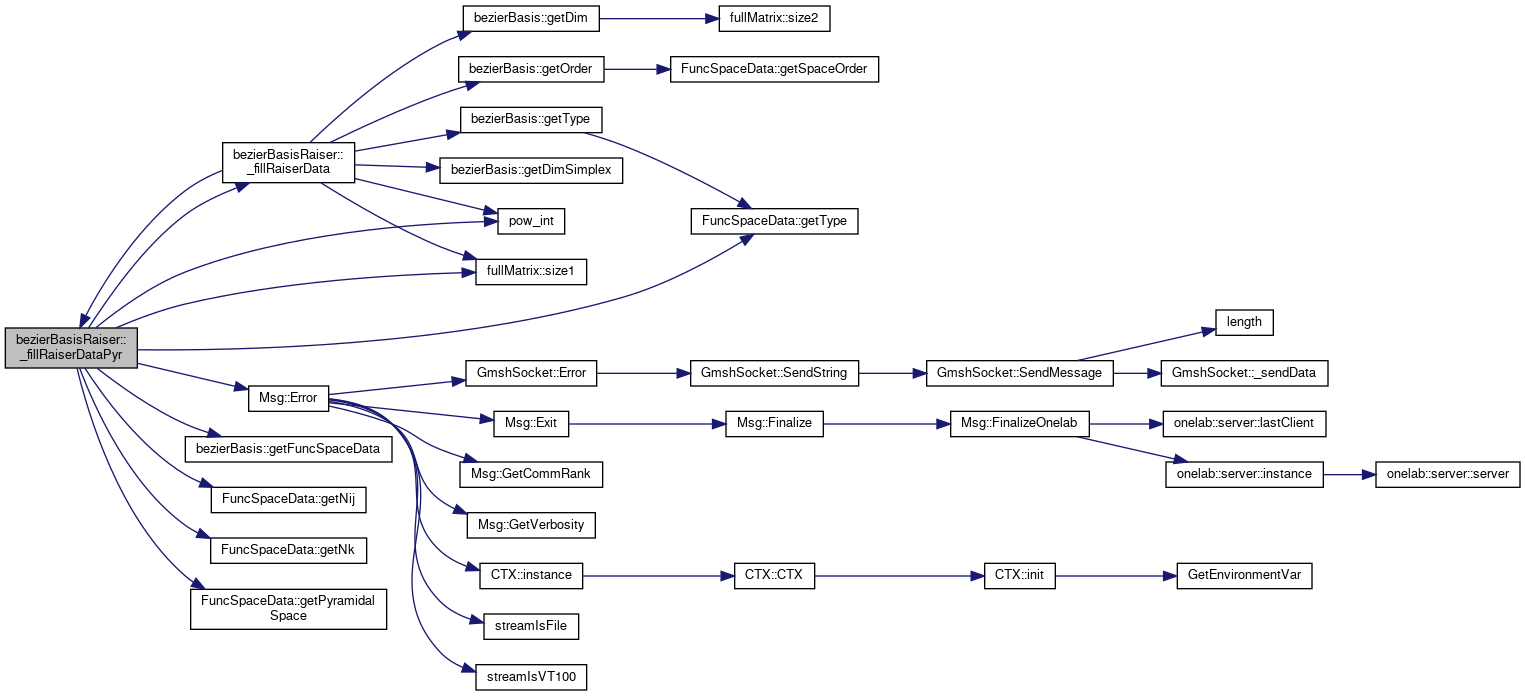 bezierBasis::getDim
fullMatrix::size2
bezierBasis::getOrder
FuncSpaceData::getSpaceOrder
bezierBasis::getType
bezierBasisRaiser::
_fillRaiserData
bezierBasis::getDimSimplex
pow_int
FuncSpaceData::getType
fullMatrix::size1
length
bezierBasisRaiser::
_fillRaiserDataPyr
GmshSocket::Error
GmshSocket::SendString
GmshSocket::SendMessage
GmshSocket::_sendData
Msg::Error
Msg::Exit
Msg::Finalize
Msg::FinalizeOnelab
onelab::server::lastClient
bezierBasis::getFuncSpaceData
Msg::GetCommRank
onelab::server::instance
onelab::server::server
FuncSpaceData::getNij
Msg::GetVerbosity
FuncSpaceData::getNk
CTX::instance
CTX::CTX
CTX::init
GetEnvironmentVar
FuncSpaceData::getPyramidal
Space
streamIsFile
streamIsVT100